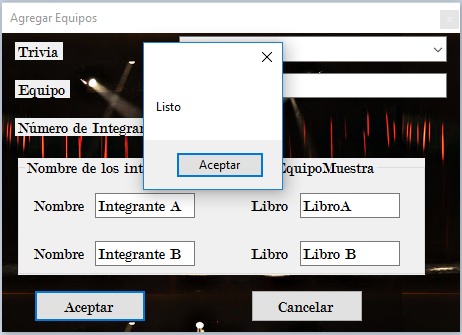 Agregar Equipos
Trivia
Equipo
Listo
Número de Integran
Aceptar
Nombre de los int EquipoMuestra
Nombre Integrante A Libro LibroA
Nombre Integrante B Libro Libro B
Aceptar Cancelar